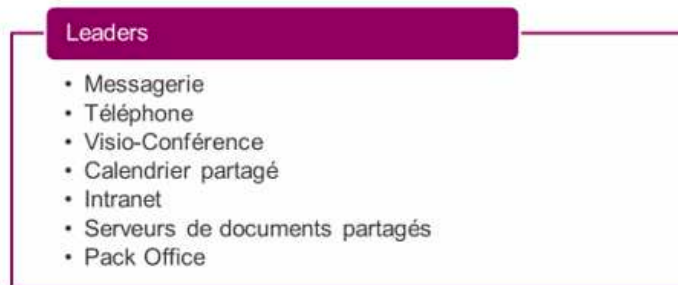 Leaders
• Messagerie
• Téléphone
• Visio-Conférence
• Calendrier partagé
• Intranet
• Serveurs de documents partagés
• Pack Office